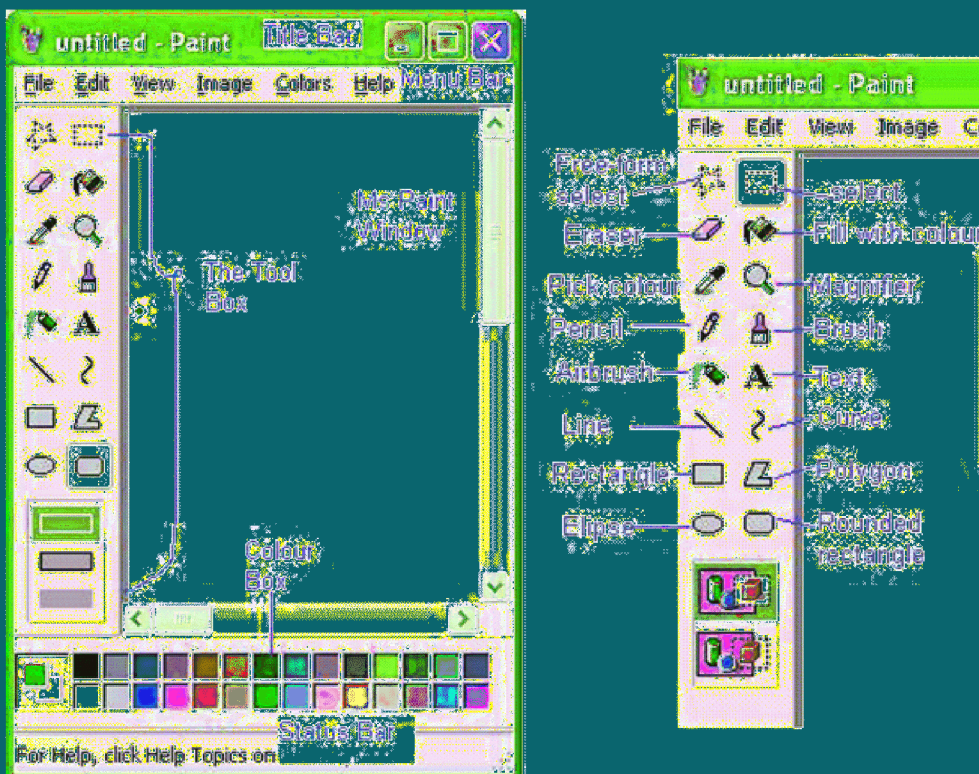 untitled - Paint
Title Bar
File Edit View Image Colors Help
Menu Bar
Ms Paint
Window
The Tool
Box
Colour
Box
Status Bar
For Help, click Help Topics on
untitled - Paint
File Edit View Image C
Free-form
select
select
Eraser
Fill with colour
Pick colour
Magnifier
Pencil
Brush
Airbrush
Text
Line
Curve
Rectangle
Polygon
Elipse
Rounded
rectangle